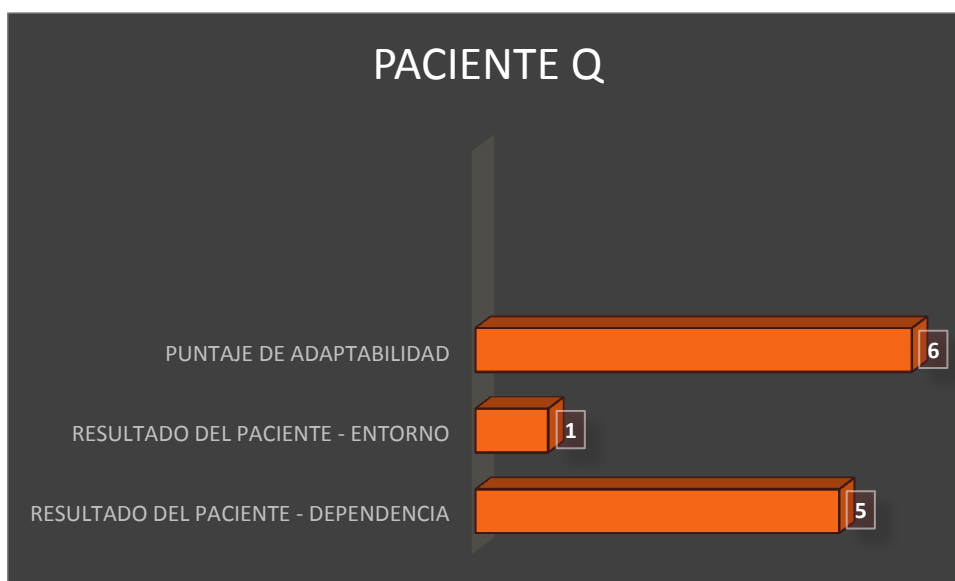 PACIENTE Q
PUNTAJE DE ADAPTABILIDAD
6
RESULTADO DEL PACIENTE - ENTORNO
1
RESULTADO DEL PACIENTE - DEPENDENCIA
5